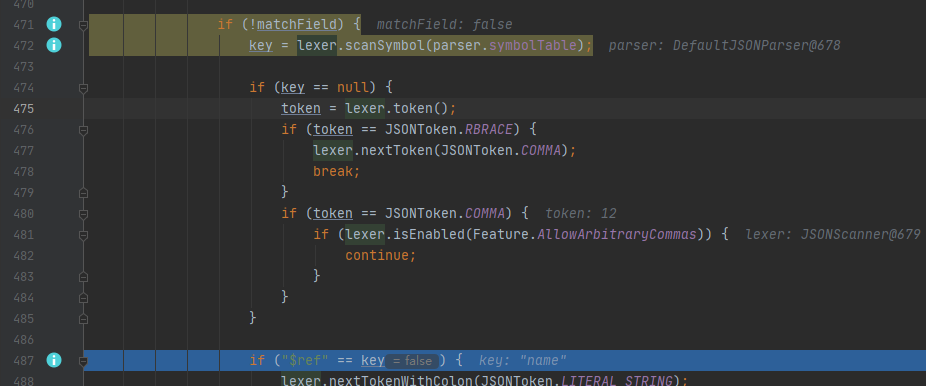 470
471 if (!matchField) { matchField: false
472 key = lexer.scanSymbol(parser.symbolTable); parser: DefaultJSONParser@678
473
474 if (key == null) {
475 token = lexer.token();
476 if (token == JSONToken.RBRACE) {
477 lexer.nextToken(JSONToken.COMMA);
478 break;
479 }
480 if (token == JSONToken.COMMA) { token: 12
481 if (lexer.isEnabled(Feature.AllowArbitraryCommas)) { lexer: JSONScanner@679
482 continue;
483 }
484 }
485 }
486
487 if ("$ref" == key = false ) { key: "name"
488 lexer.nextTokenWithColon(JSONToken.LITERAL_STRING);